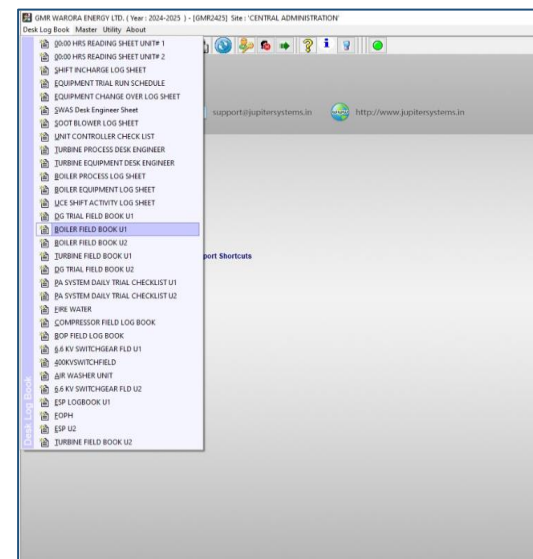 GMR WARORA ENERGY LTD. ( Year : 2024-2025 ) - [GMR2425] Site : 'CENTRAL ADMINISTRATION'
Desk Log Book Master Utility About
00:00 HRS READING SHEET UNIT# 1
00:00 HRS READING SHEET UNIT# 2
SHIFT INCHARGE LOG SHEET
EQUIPMENT TRIAL RUN SCHEDULE
EQUIPMENT CHANGE OVER LOG SHEET
SWAS Desk Engineer Sheet
SOOT BLOWER LOG SHEET
UNIT CONTROLLER CHECK LIST
TURBINE PROCESS DESK ENGINEER
TURBINE EQUIPMENT DESK ENGINEER
BOILER PROCESS LOG SHEET
BOILER EQUIPMENT LOG SHEET
UCE SHIFT ACTIVITY LOG SHEET
DG TRIAL FIELD BOOK U1
BOILER FIELD BOOK U1
BOILER FIELD BOOK U2
TURBINE FIELD BOOK U1
DG TRIAL FIELD BOOK U2
PA SYSTEM DAILY TRIAL CHECKLIST U1
PA SYSTEM DAILY TRIAL CHECKLIST U2
FIRE WATER
COMPRESSOR FIELD LOG BOOK
BOP FIELD LOG BOOK
6.6 KV SWITCHGEAR FLD U1
400KVSWITCHFIELD
AIR WASHER UNIT
6.6 KV SWITCHGEAR FLD U2
ESP LOGBOOK U1
FOPH
ESP U2
TURBINE FIELD BOOK U2
Desk Log Book
support@jupitersystems.in
www
http://www.jupitersystems.in
port Shortcuts